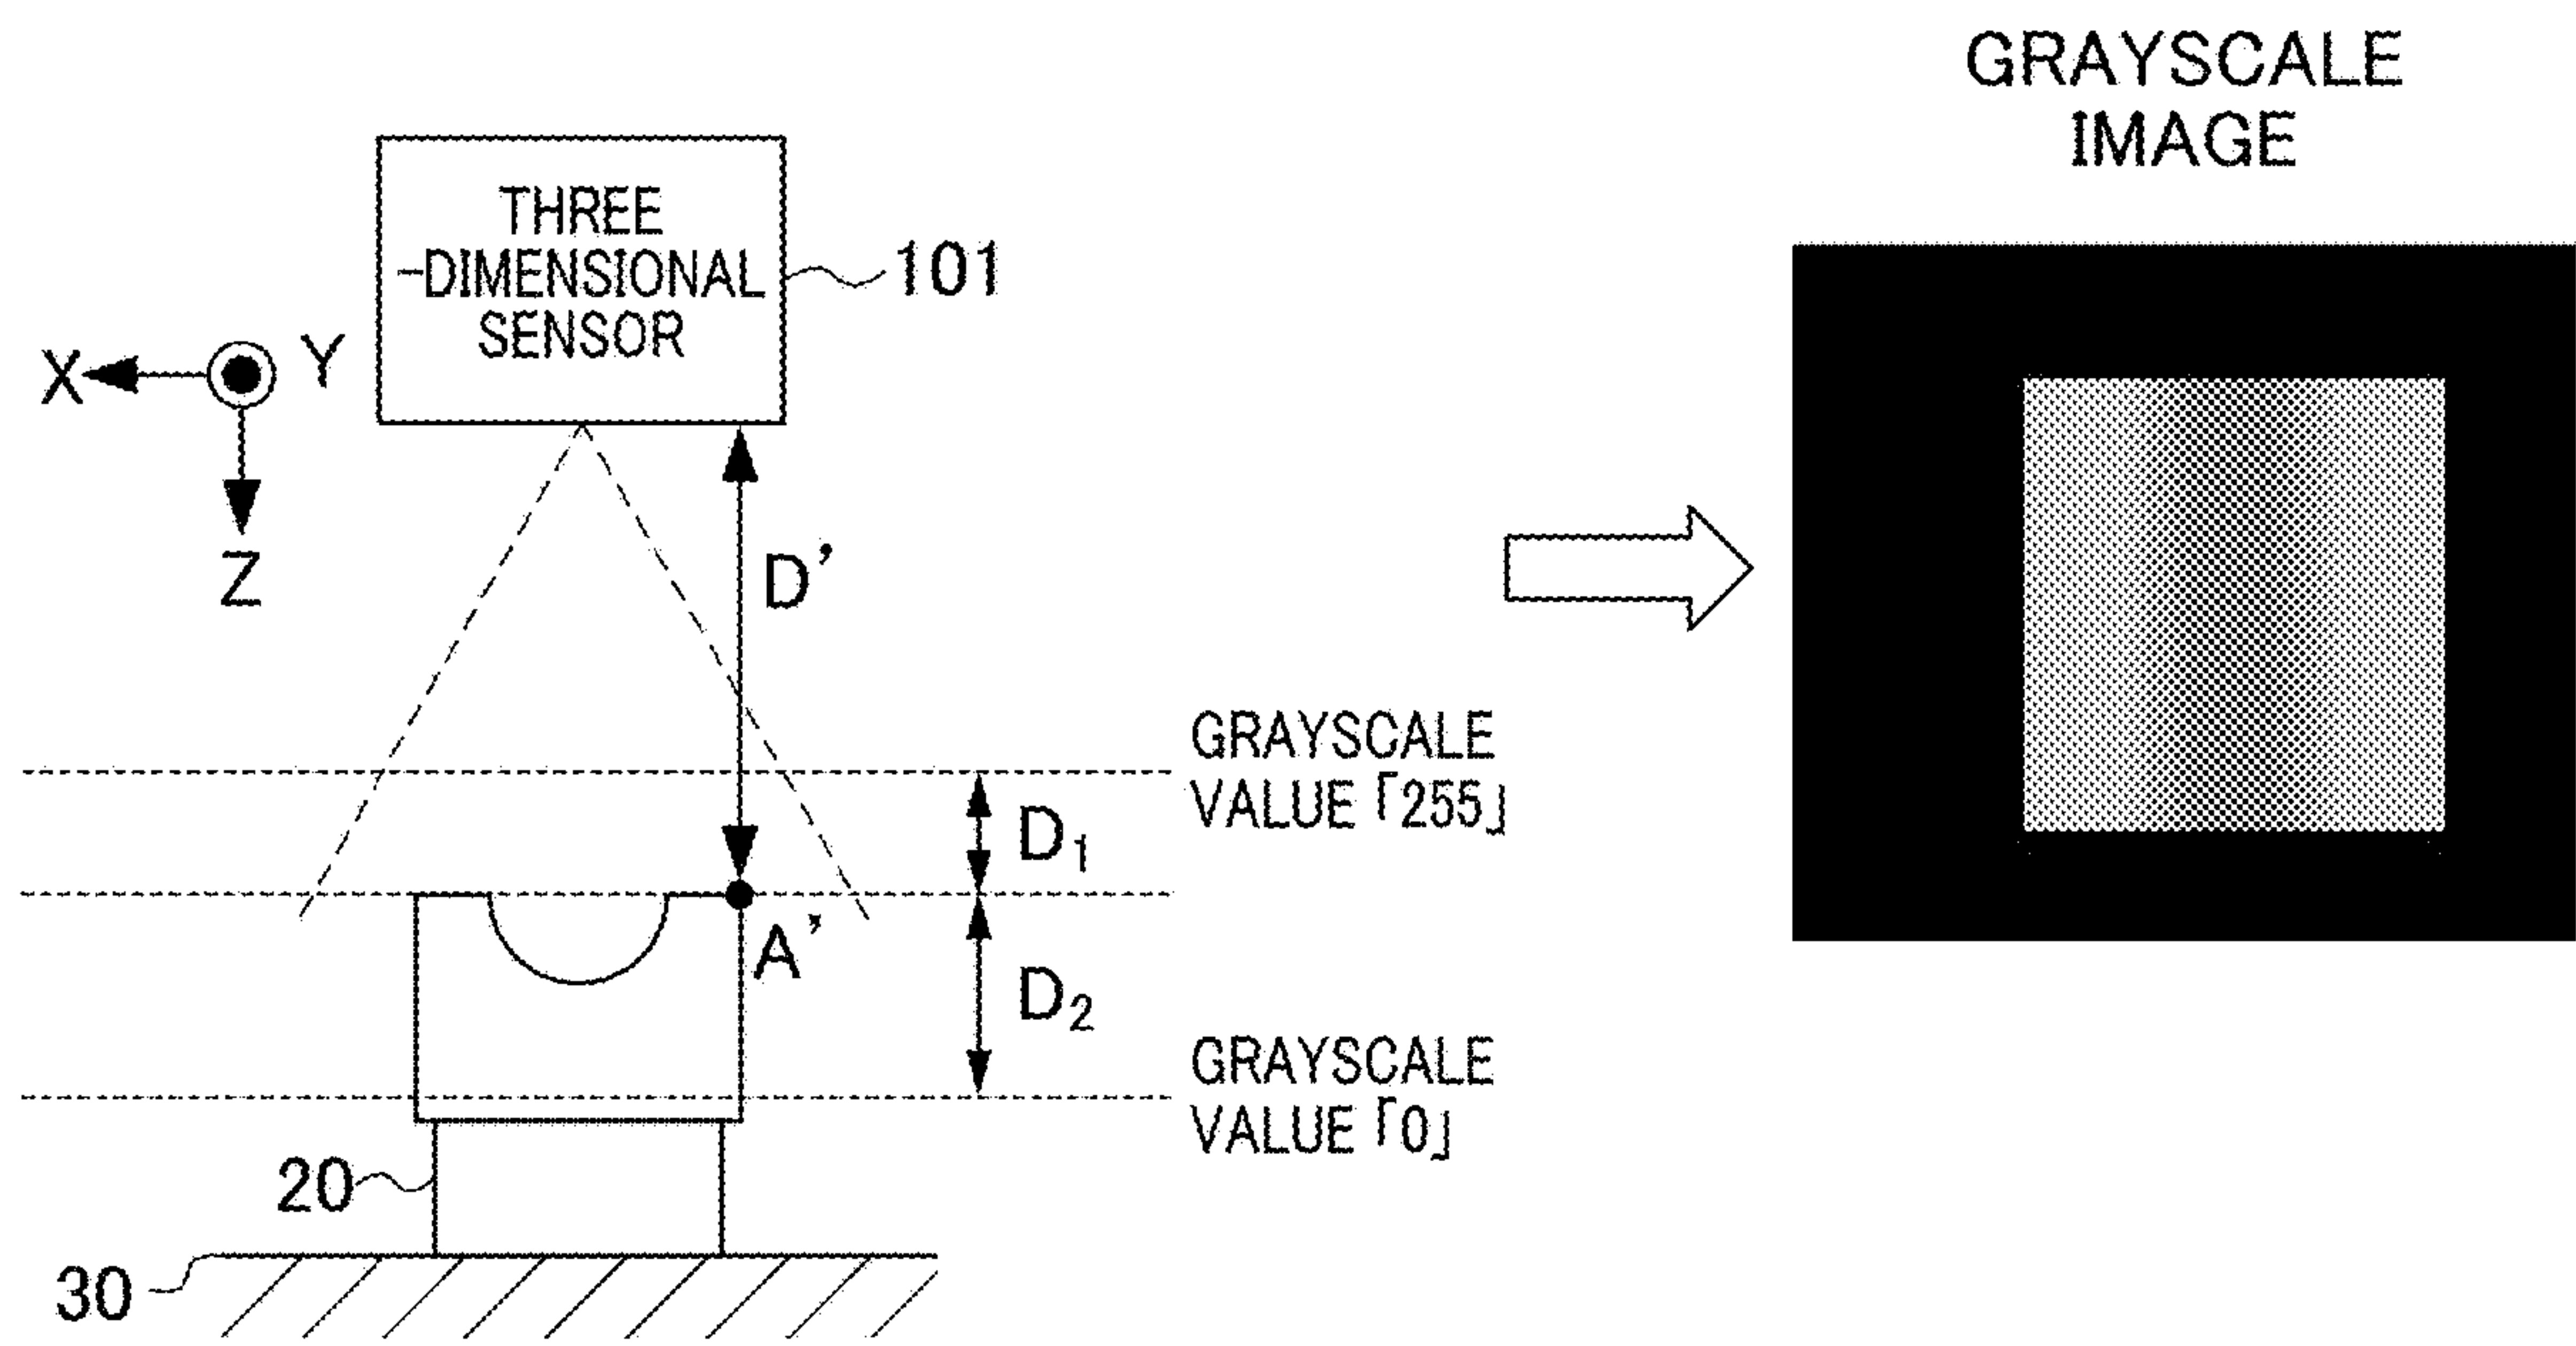 GRAYSCALE
IMAGE
THREE
-DIMENSIONAL
SENSOR
101
X
Y
Z
D'
GRAYSCALE
VALUE「255」
D₁
A'
D₂
GRAYSCALE
VALUE「0」
20
30